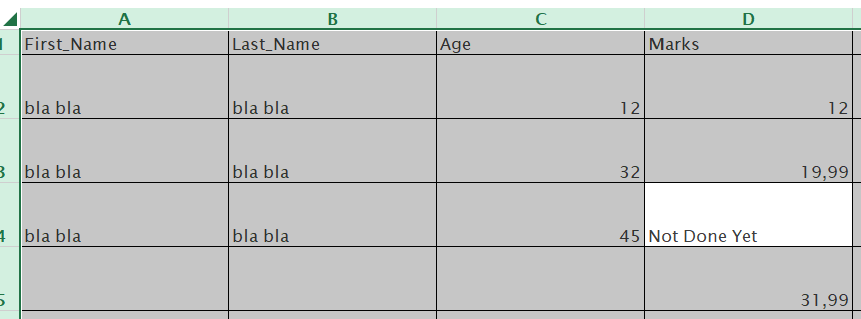 A B C D
1 First_Name Last_Name Age Marks
2 bla bla bla bla 12 12
3 bla bla bla bla 32 19,99
4 bla bla bla bla 45 Not Done Yet
5 31,99